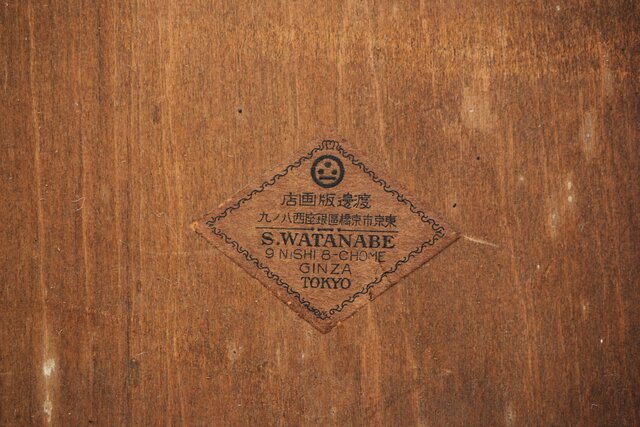 店画版邊渡
九ノ八西座銀區橋京市京東
S. WATANABE
9 NISHI 8-CHOME
GINZA
TOKYO